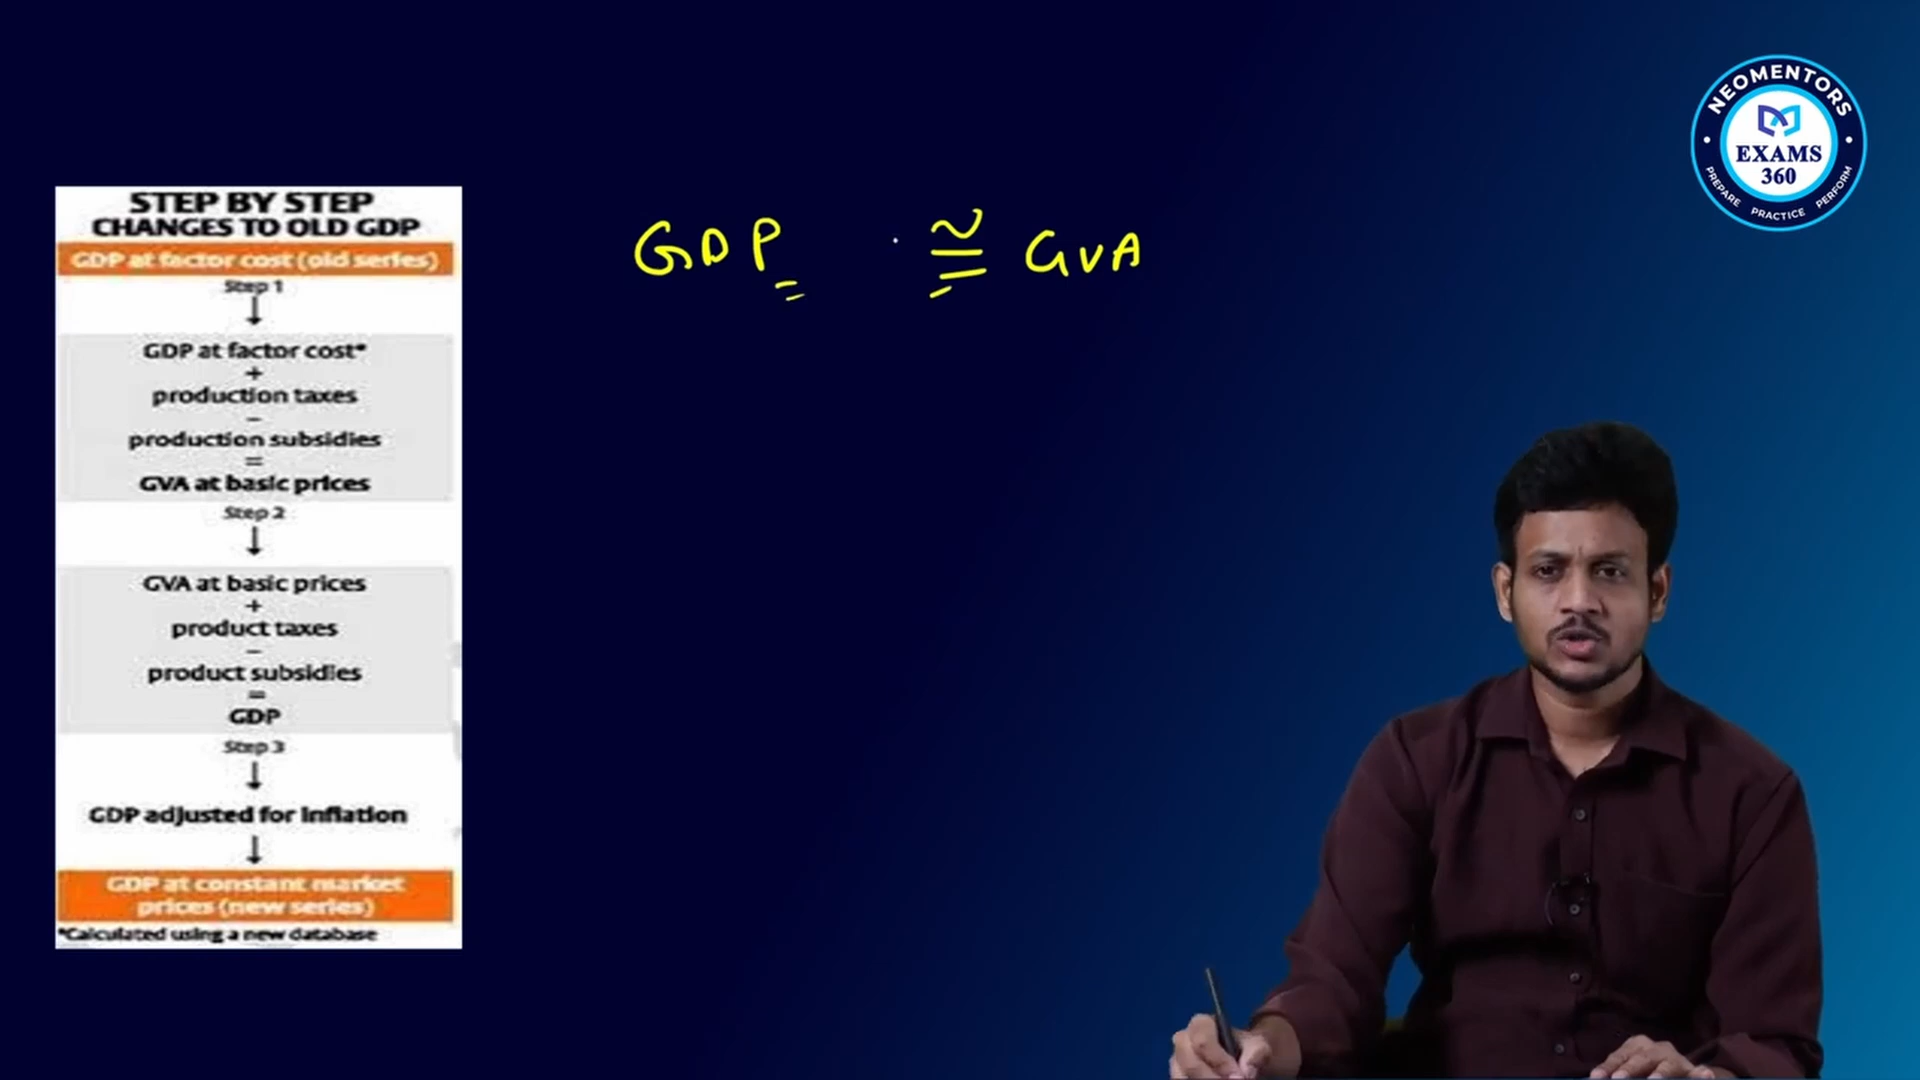 STEP BY STEP
CHANGES TO OLD GDP
GDP at factor cost (old series)
Step 1
GDP at factor cost*
+
production taxes
-
production subsidies
=
GVA at basic prices
Step 2
GVA at basic prices
+
product taxes
-
product subsidies
=
GDP
Step 3
GDP adjusted for inflation
GDP at constant market
prices (new series)
*Calculated using a new database
GDP ≅ GVA
NEOMENTORS
EXAMS
360
PREPARE PRACTICE PERFORM